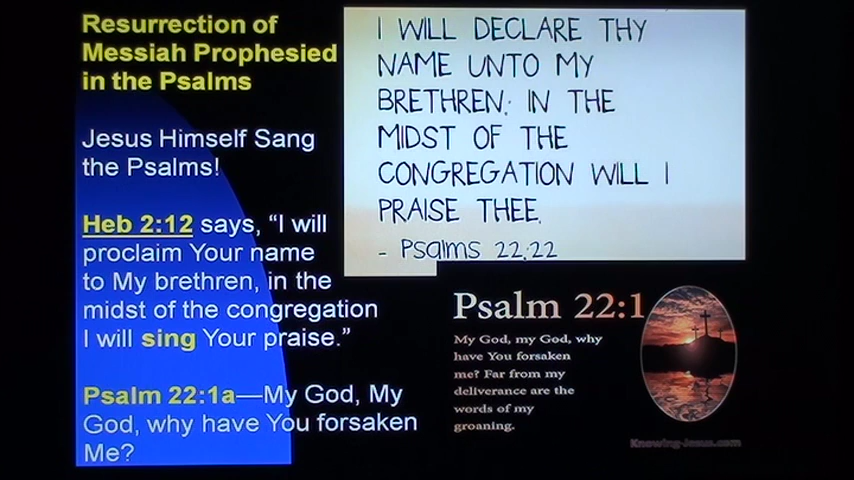 Resurrection of
Messiah Prophesied
in the Psalms
Jesus Himself Sang
the Psalms!
Heb 2:12 says, “I will
proclaim Your name
to My brethren, in the
midst of the congregation
I will sing Your praise.”
Psalm 22:1a—My God, My
God, why have You forsaken
Me?
I WILL DECLARE THY
NAME UNTO MY
BRETHREN: IN THE
MIDST OF THE
CONGREGATION WILL I
PRAISE THEE.
- Psalms 22:22
Psalm 22:1
My God, my God, why
have You forsaken
me? Far from my
deliverance are the
words of my
groaning.
Knowing-Jesus.com